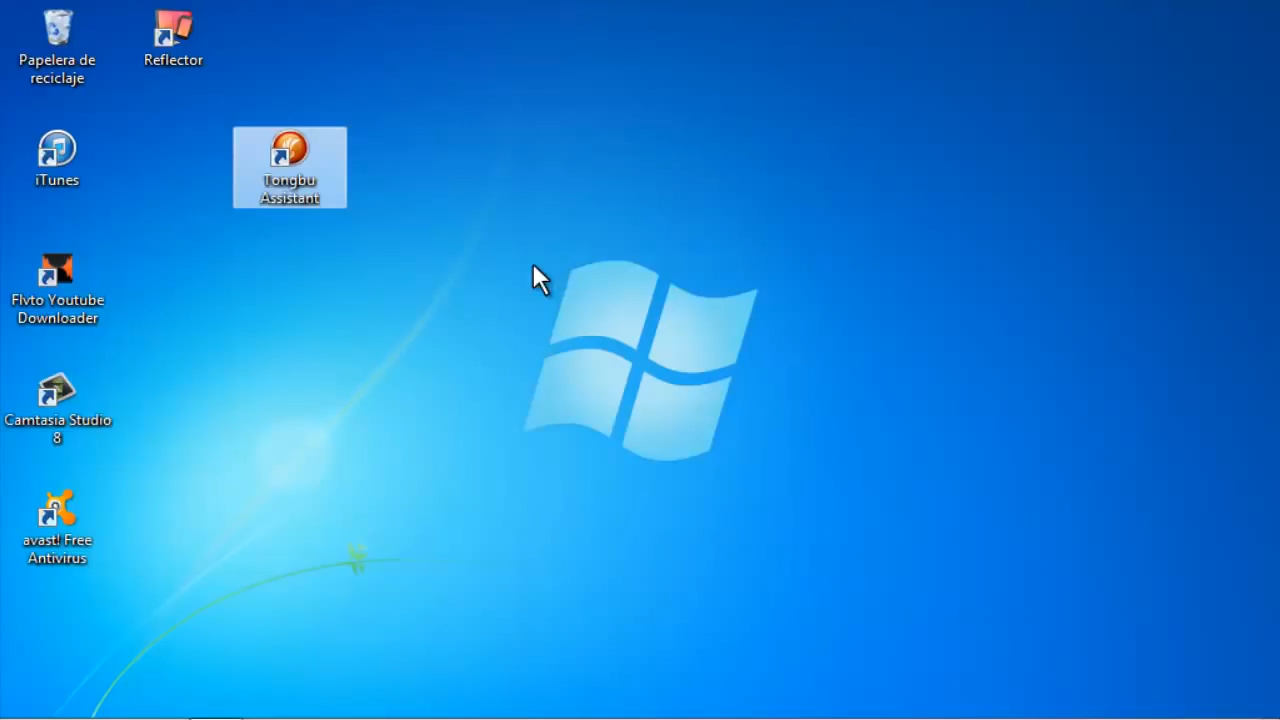 Papelera de
reciclaje
Reflector
iTunes
Tongbu
Assistant
Flvto Youtube
Downloader
Camtasia Studio
8
avast! Free
Antivirus